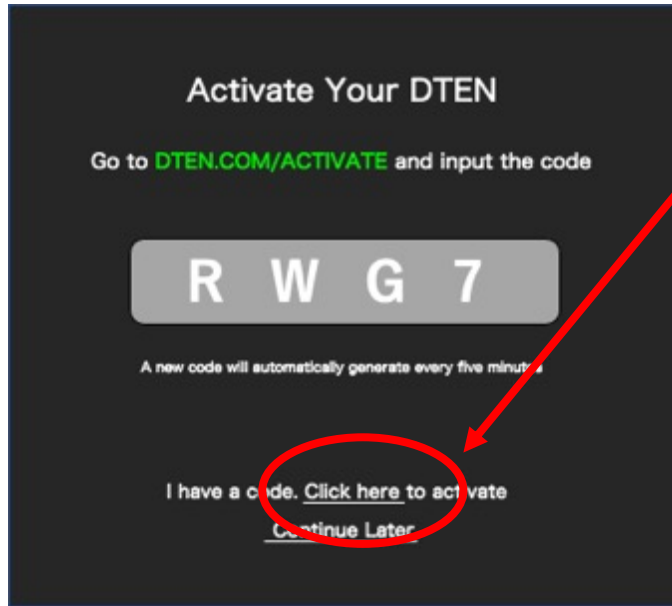 Activate Your DTEN
Go to DTEN.COM/ACTIVATE and input the code
R W G 7
A new code will automatically generate every five minutes
I have a code. Click here to activate
Continue Later